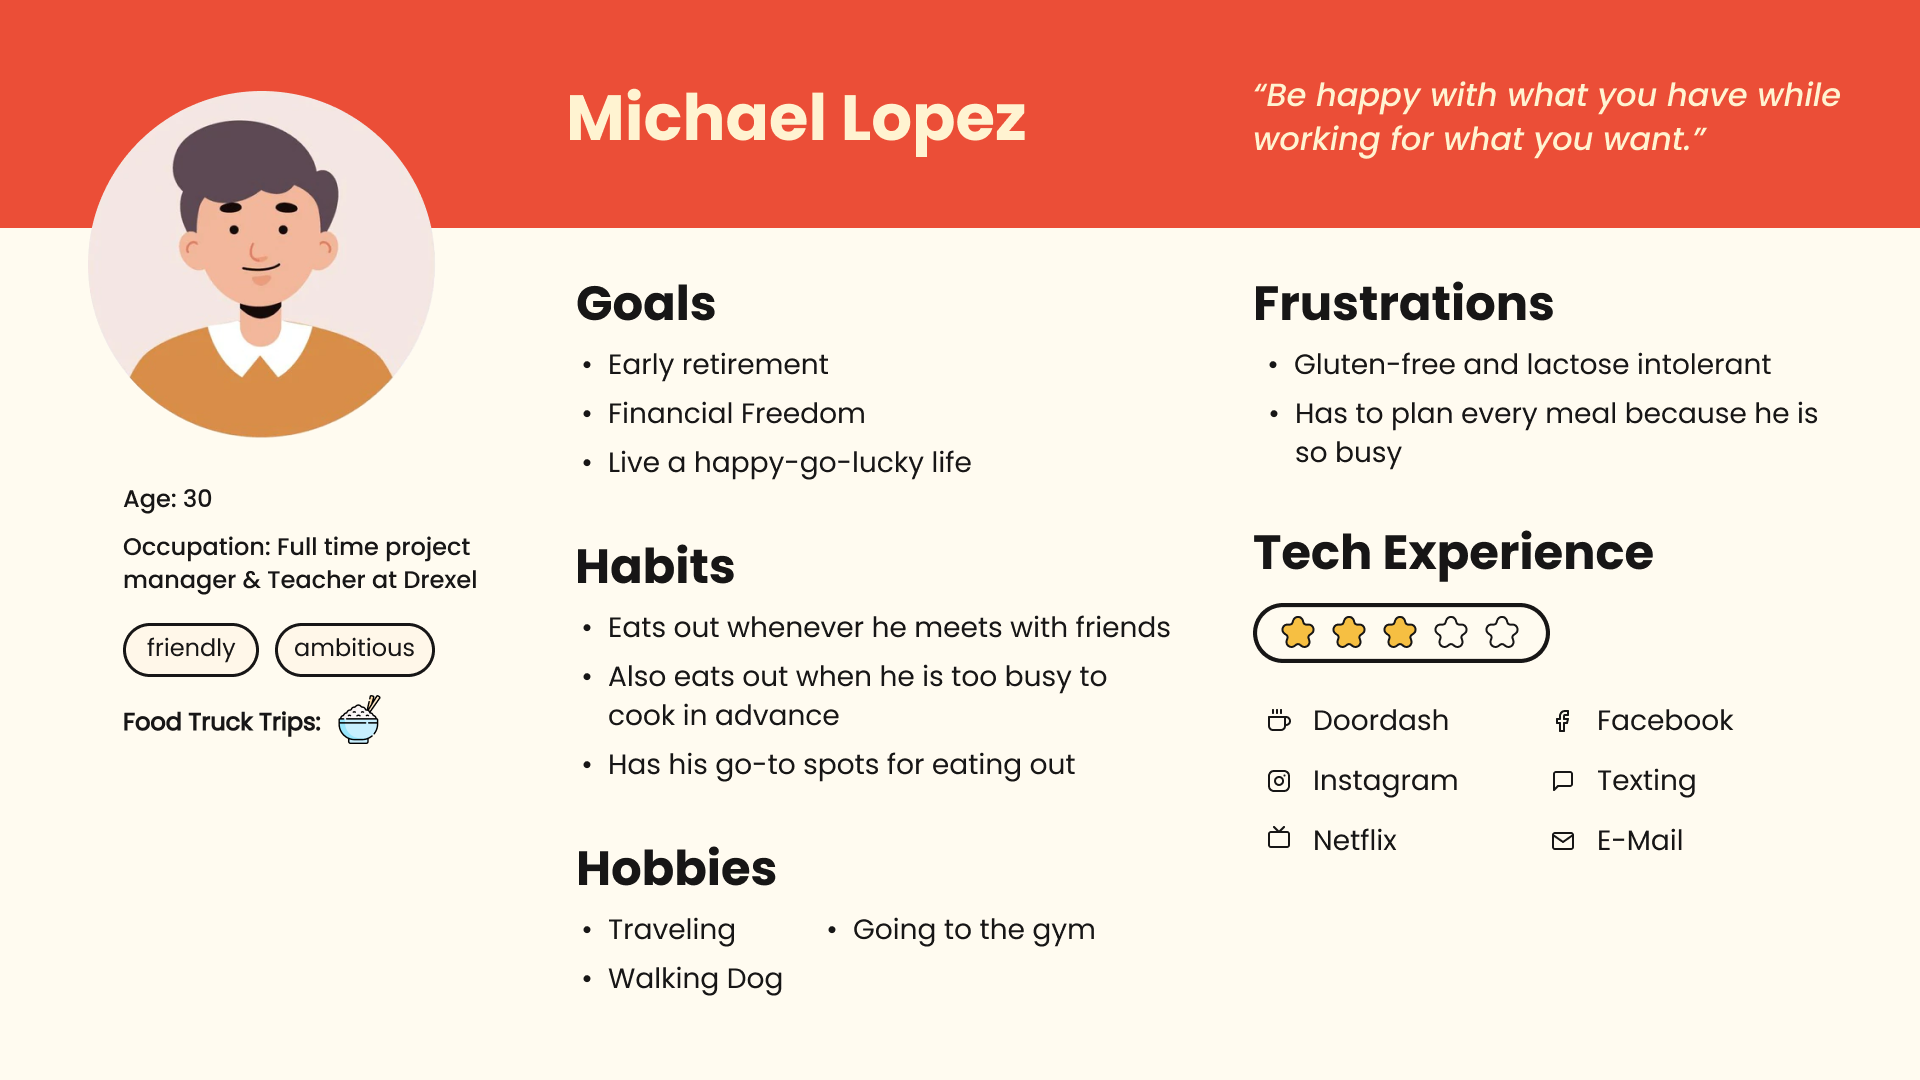 Michael Lopez
“Be happy with what you have while
working for what you want.”
Age: 30
Occupation: Full time project
manager & Teacher at Drexel
friendly
ambitious
Food Truck Trips:
Goals
• Early retirement
• Financial Freedom
• Live a happy-go-lucky life
Habits
• Eats out whenever he meets with friends
• Also eats out when he is too busy to
cook in advance
• Has his go-to spots for eating out
Hobbies
• Traveling
• Going to the gym
• Walking Dog
Frustrations
• Gluten-free and lactose intolerant
• Has to plan every meal because he is
so busy
Tech Experience
Doordash
Facebook
Instagram
Texting
Netflix
E-Mail